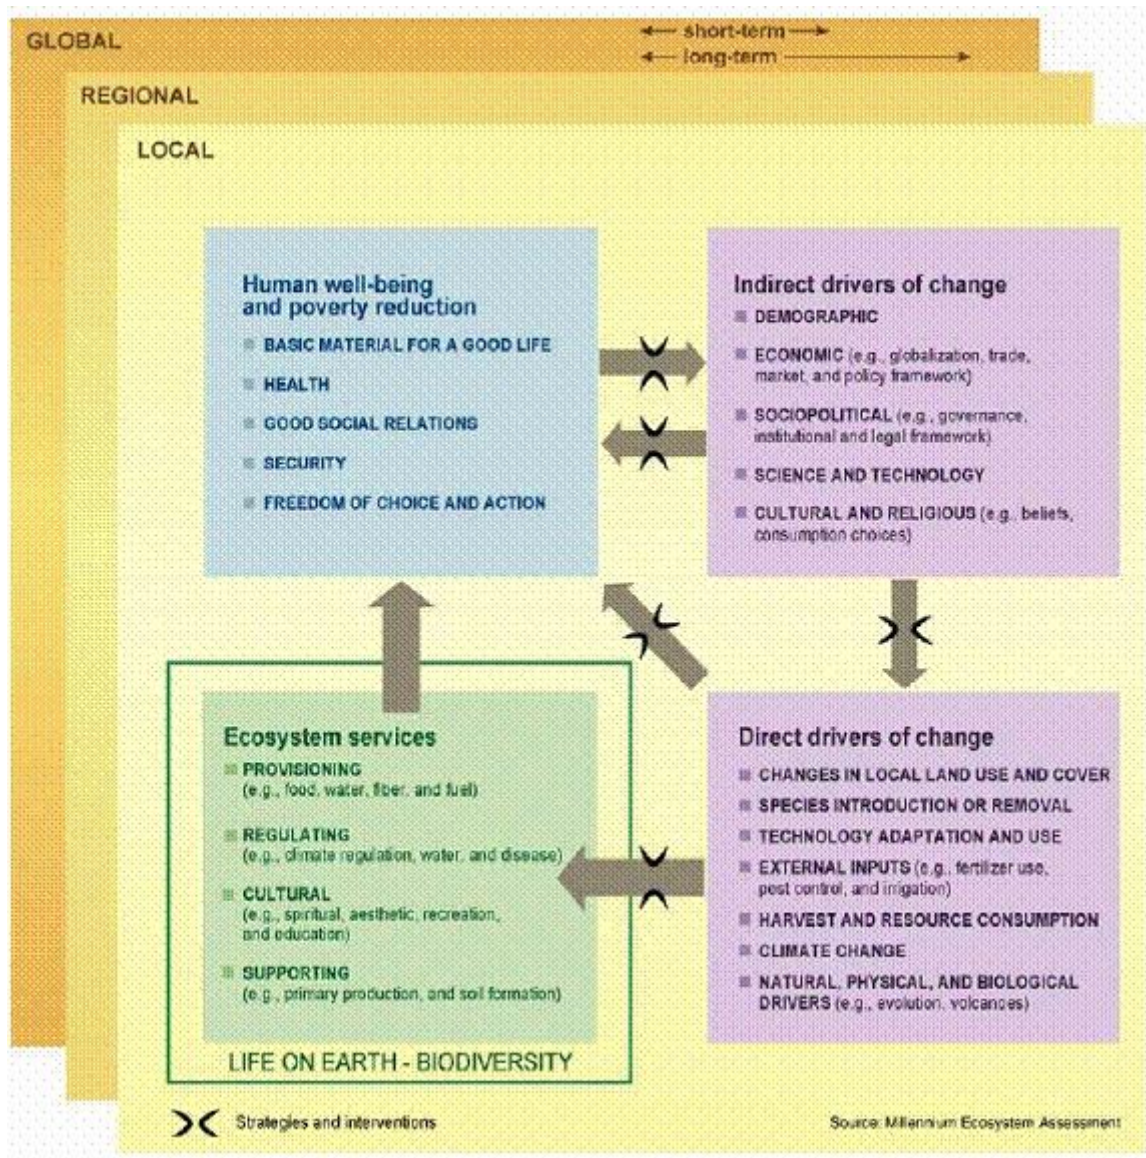 GLOBAL
short-term
long-term
REGIONAL
LOCAL
Human well-being
and poverty reduction
BASIC MATERIAL FOR A GOOD LIFE
HEALTH
GOOD SOCIAL RELATIONS
SECURITY
FREEDOM OF CHOICE AND ACTION
Indirect drivers of change
DEMOGRAPHIC
ECONOMIC (e.g., globalization, trade,
market, and policy framework)
SOCIOPOLITICAL (e.g., governance,
institutional and legal framework)
SCIENCE AND TECHNOLOGY
CULTURAL AND RELIGIOUS (e.g., beliefs,
consumption choices)
Ecosystem services
PROVISIONING
(e.g., food, water, fiber, and fuel)
REGULATING
(e.g., climate regulation, water, and disease)
CULTURAL
(e.g., spiritual, aesthetic, recreation,
and education)
SUPPORTING
(e.g., primary production, and soil formation)
LIFE ON EARTH - BIODIVERSITY
Direct drivers of change
CHANGES IN LOCAL LAND USE AND COVER
SPECIES INTRODUCTION OR REMOVAL
TECHNOLOGY ADAPTATION AND USE
EXTERNAL INPUTS (e.g., fertilizer use,
pest control, and irrigation)
HARVEST AND RESOURCE CONSUMPTION
CLIMATE CHANGE
NATURAL, PHYSICAL, AND BIOLOGICAL
DRIVERS (e.g., evolution, volcanoes)
Strategies and interventions
Source: Millennium Ecosystem Assessment